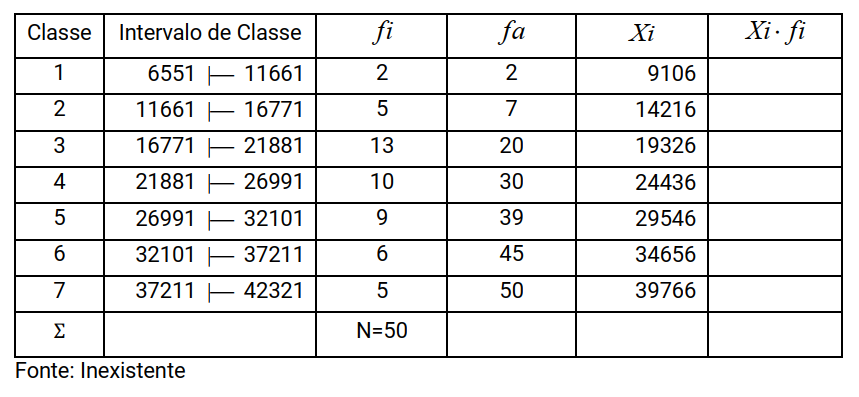 Classe Intervalo de Classe fi fa Xi Xi· fi
1 6551 |— 11661 2 2 9106
2 11661 |— 16771 5 7 14216
3 16771 |— 21881 13 20 19326
4 21881 |— 26991 10 30 24436
5 26991 |— 32101 9 39 29546
6 32101 |— 37211 6 45 34656
7 37211 |— 42321 5 50 39766
Σ N=50
Fonte: Inexistente